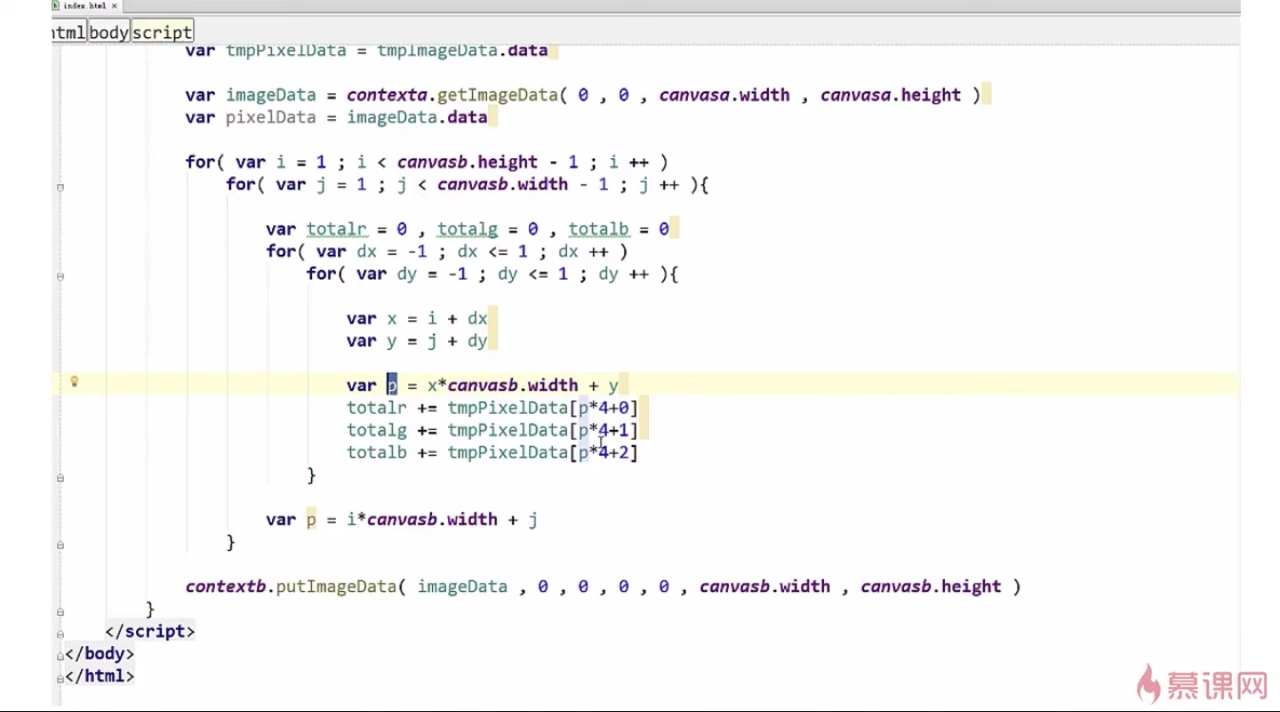 index.html ×
html body script
var tmpPixelData = tmpImageData.data
var imageData = contexta.getImageData( 0 , 0 , canvasa.width , canvasa.height )
var pixelData = imageData.data
for( var i = 1 ; i < canvasb.height - 1 ; i ++ )
for( var j = 1 ; j < canvasb.width - 1 ; j ++ ){
var totalr = 0 , totalg = 0 , totalb = 0
for( var dx = -1 ; dx <= 1 ; dx ++ )
for( var dy = -1 ; dy <= 1 ; dy ++ ){
var x = i + dx
var y = j + dy
var p = x*canvasb.width + y
totalr += tmpPixelData[p*4+0]
totalg += tmpPixelData[p*4+1]
totalb += tmpPixelData[p*4+2]
}
var p = i*canvasb.width + j
}
contextb.putImageData( imageData , 0 , 0 , 0 , 0 , canvasb.width , canvasb.height )
}
</script>
</body>
</html>
慕课网